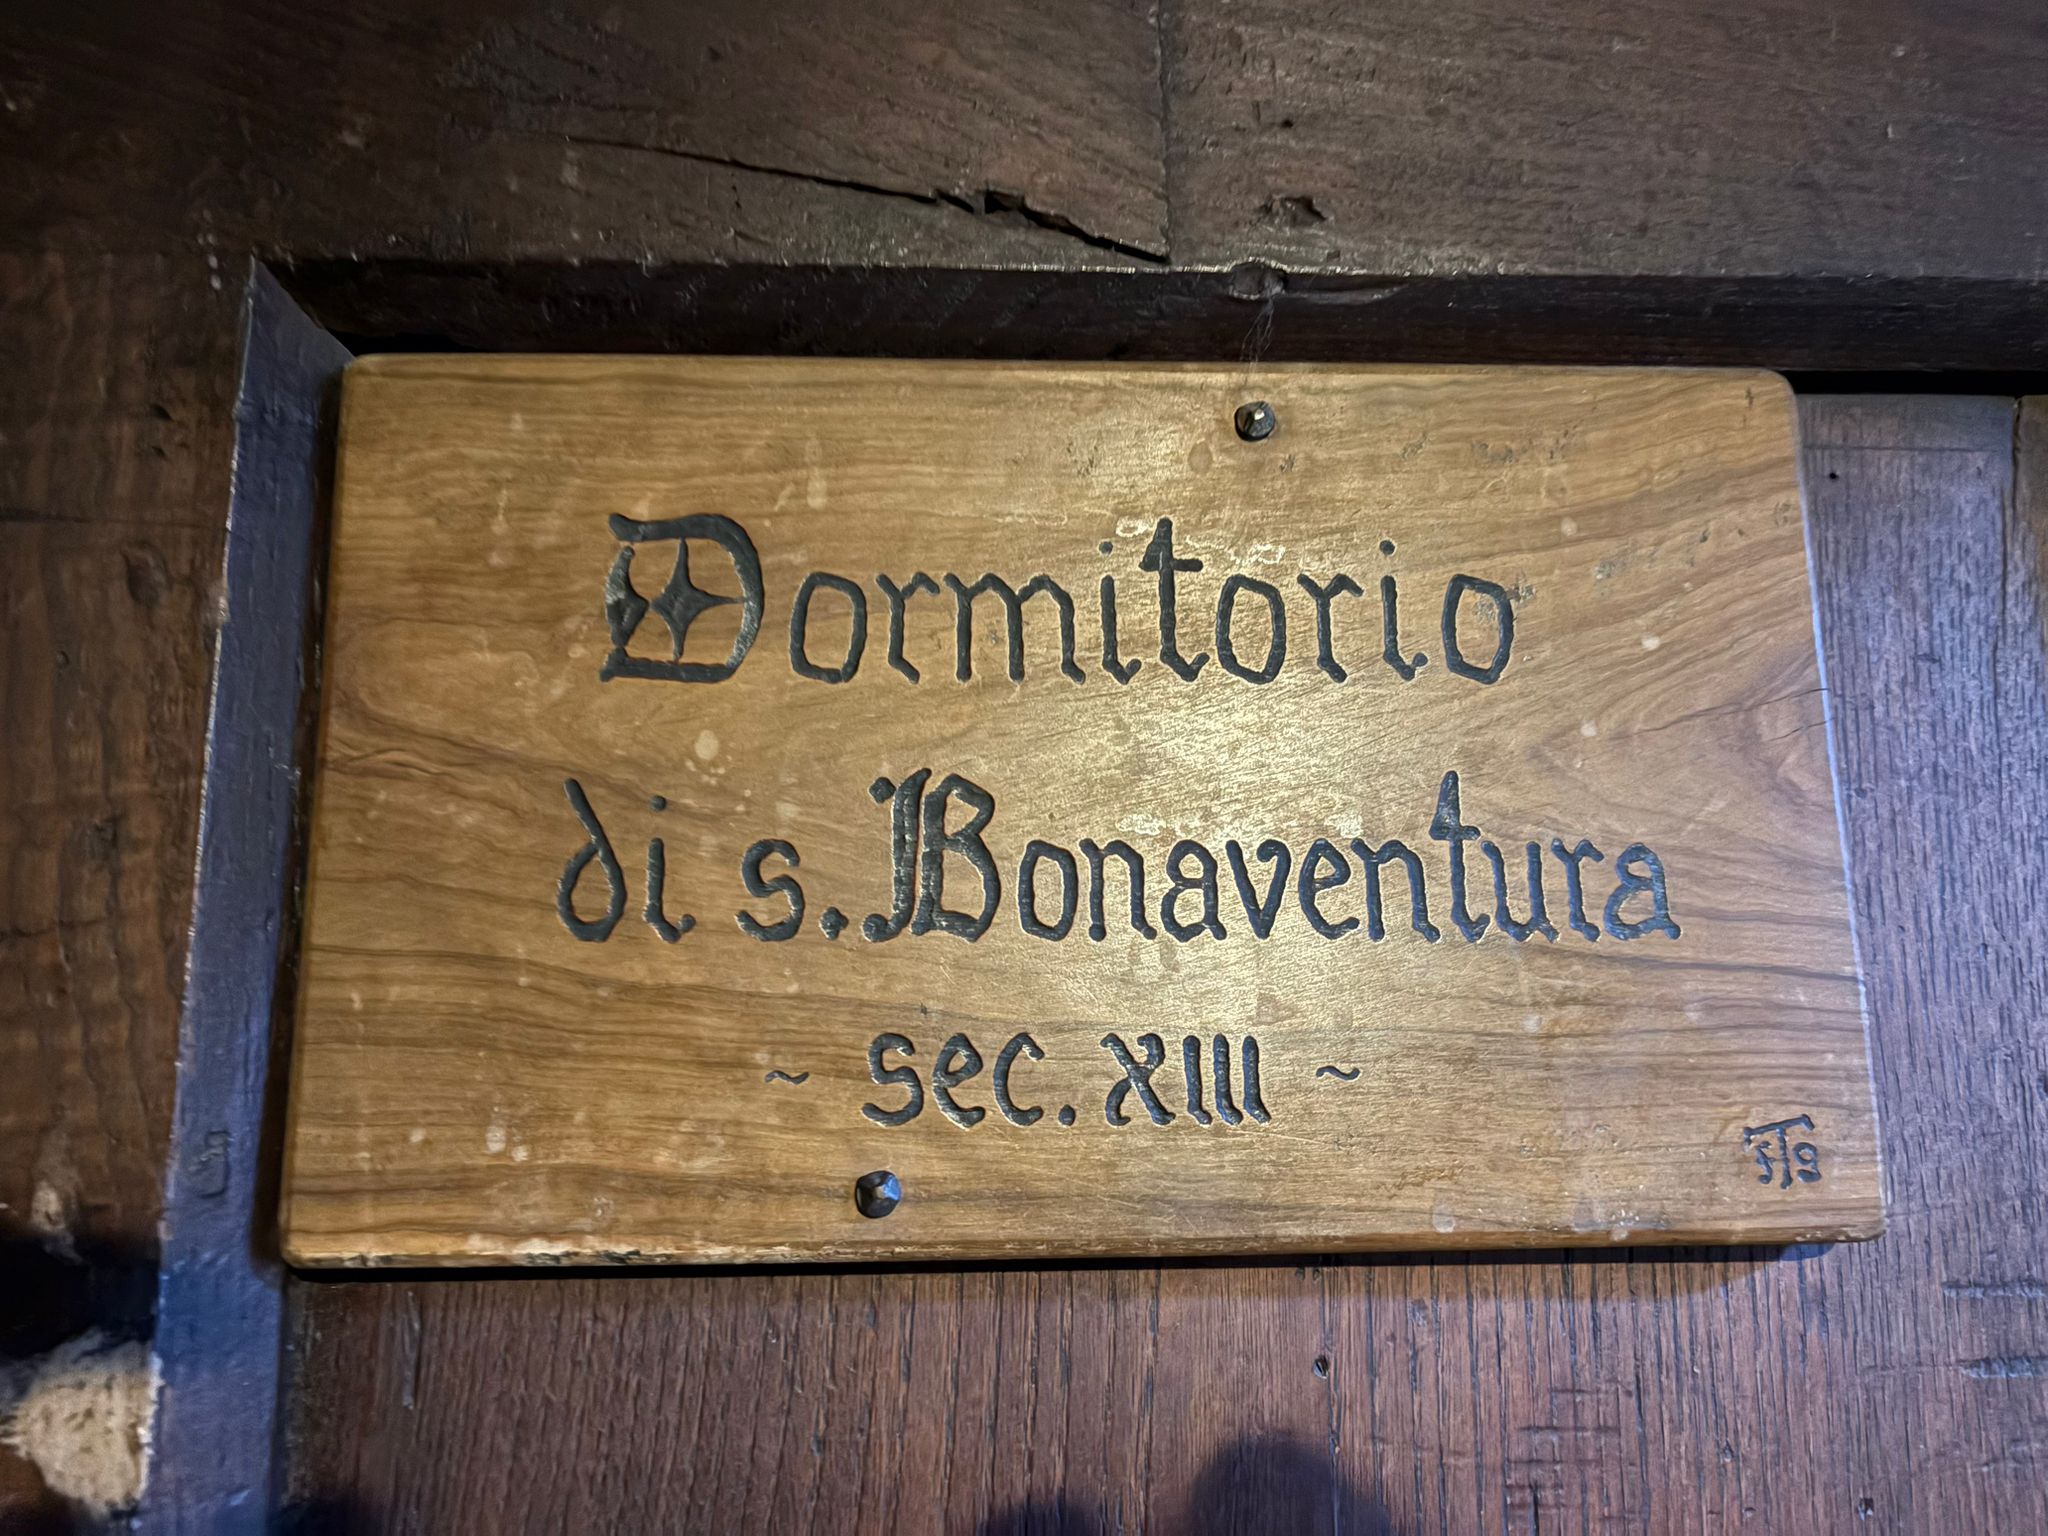 Dormitorio
di s. Bonaventura
~ sec. XIII ~